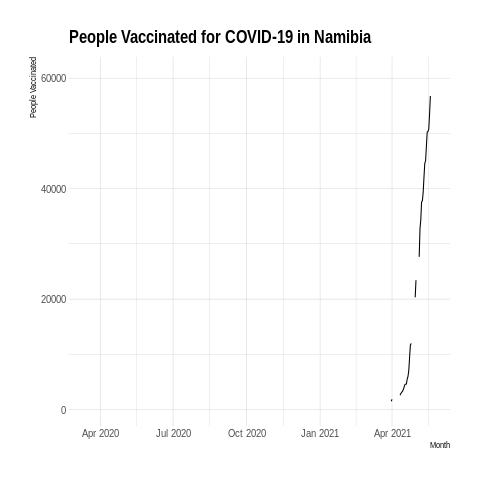 People Vaccinated for COVID-19 in Namibia
People Vaccinated
60000
40000
20000
0
Apr 2020 Jul 2020 Oct 2020 Jan 2021 Apr 2021
Month